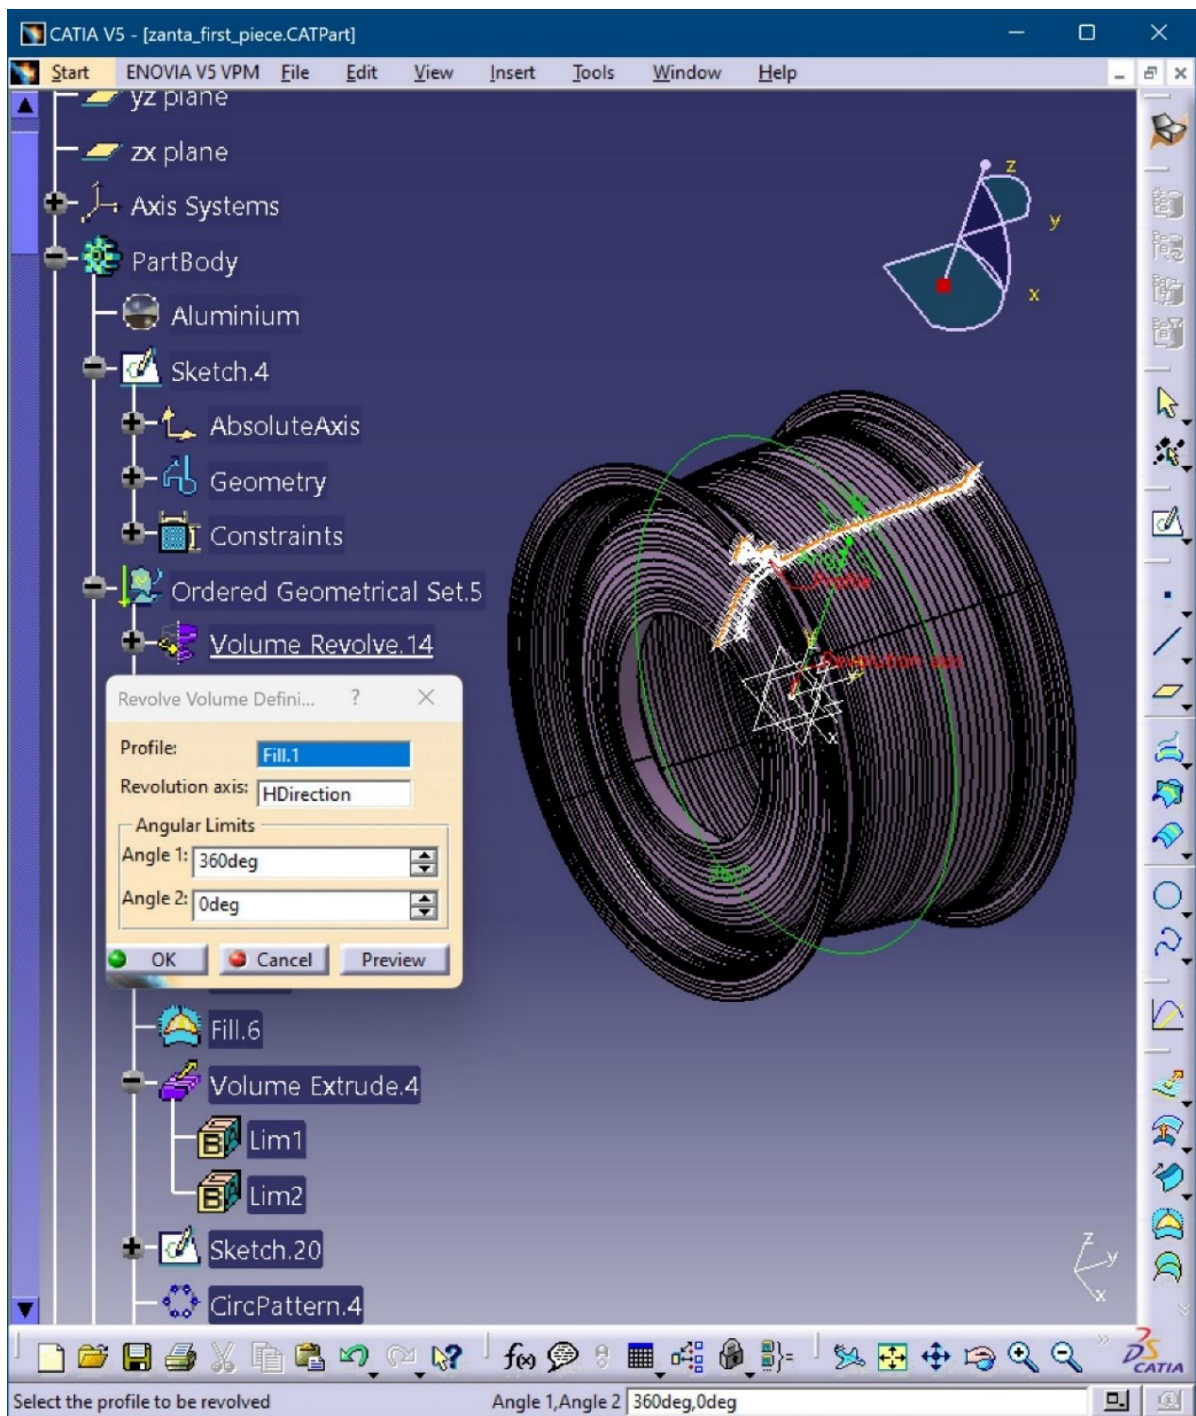 CATIA V5 - [zanta_first_piece.CATPart]
Start ENOVIA V5 VPM File Edit View Insert Tools Window Help
yz plane
zx plane
Axis Systems
PartBody
Aluminium
Sketch.4
AbsoluteAxis
Geometry
Constraints
Ordered Geometrical Set.5
Volume Revolve.14
Revolve Volume Defini... ?
Profile: Fill.1
Revolution axis: HDirection
Angular Limits
Angle 1: 360deg
Angle 2: 0deg
OK Cancel Preview
Fill.6
Volume Extrude.4
Lim1
Lim2
Sketch.20
CircPattern.4
z
y
x
Profile
Revolution axis
x
z
y
x
f(x)
DS CATIA
Select the profile to be revolved
Angle 1,Angle 2 360deg,0deg